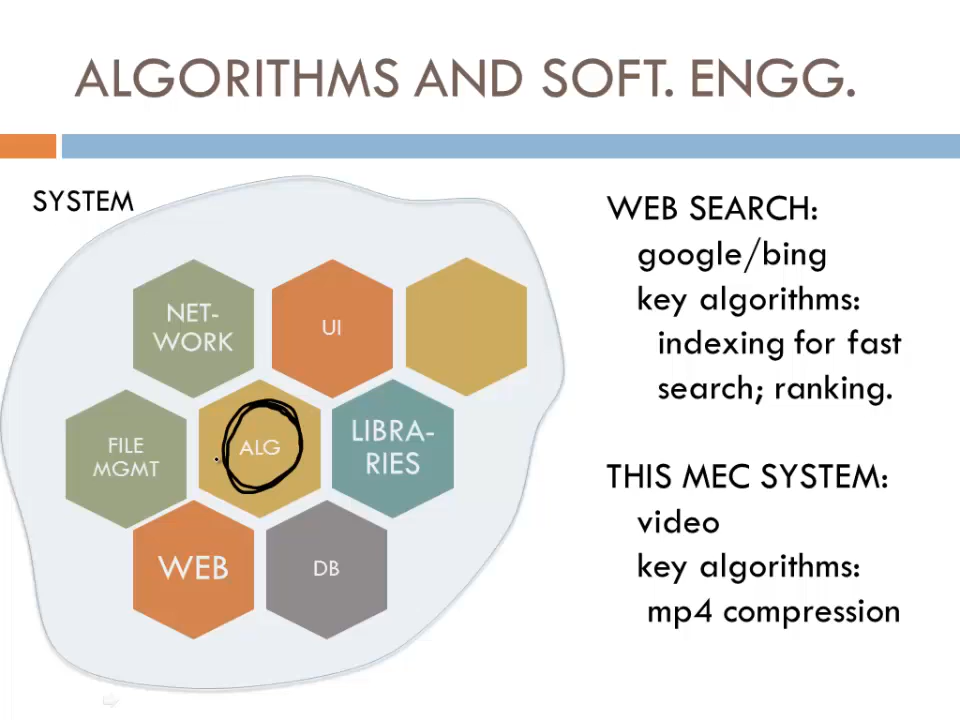 ALGORITHMS AND SOFT. ENGG.
SYSTEM
NET-
WORK
UI
FILE
MGMT
ALG
LIBRA-
RIES
WEB
DB
WEB SEARCH:
google/bing
key algorithms:
indexing for fast
search; ranking.
THIS MEC SYSTEM:
video
key algorithms:
mp4 compression